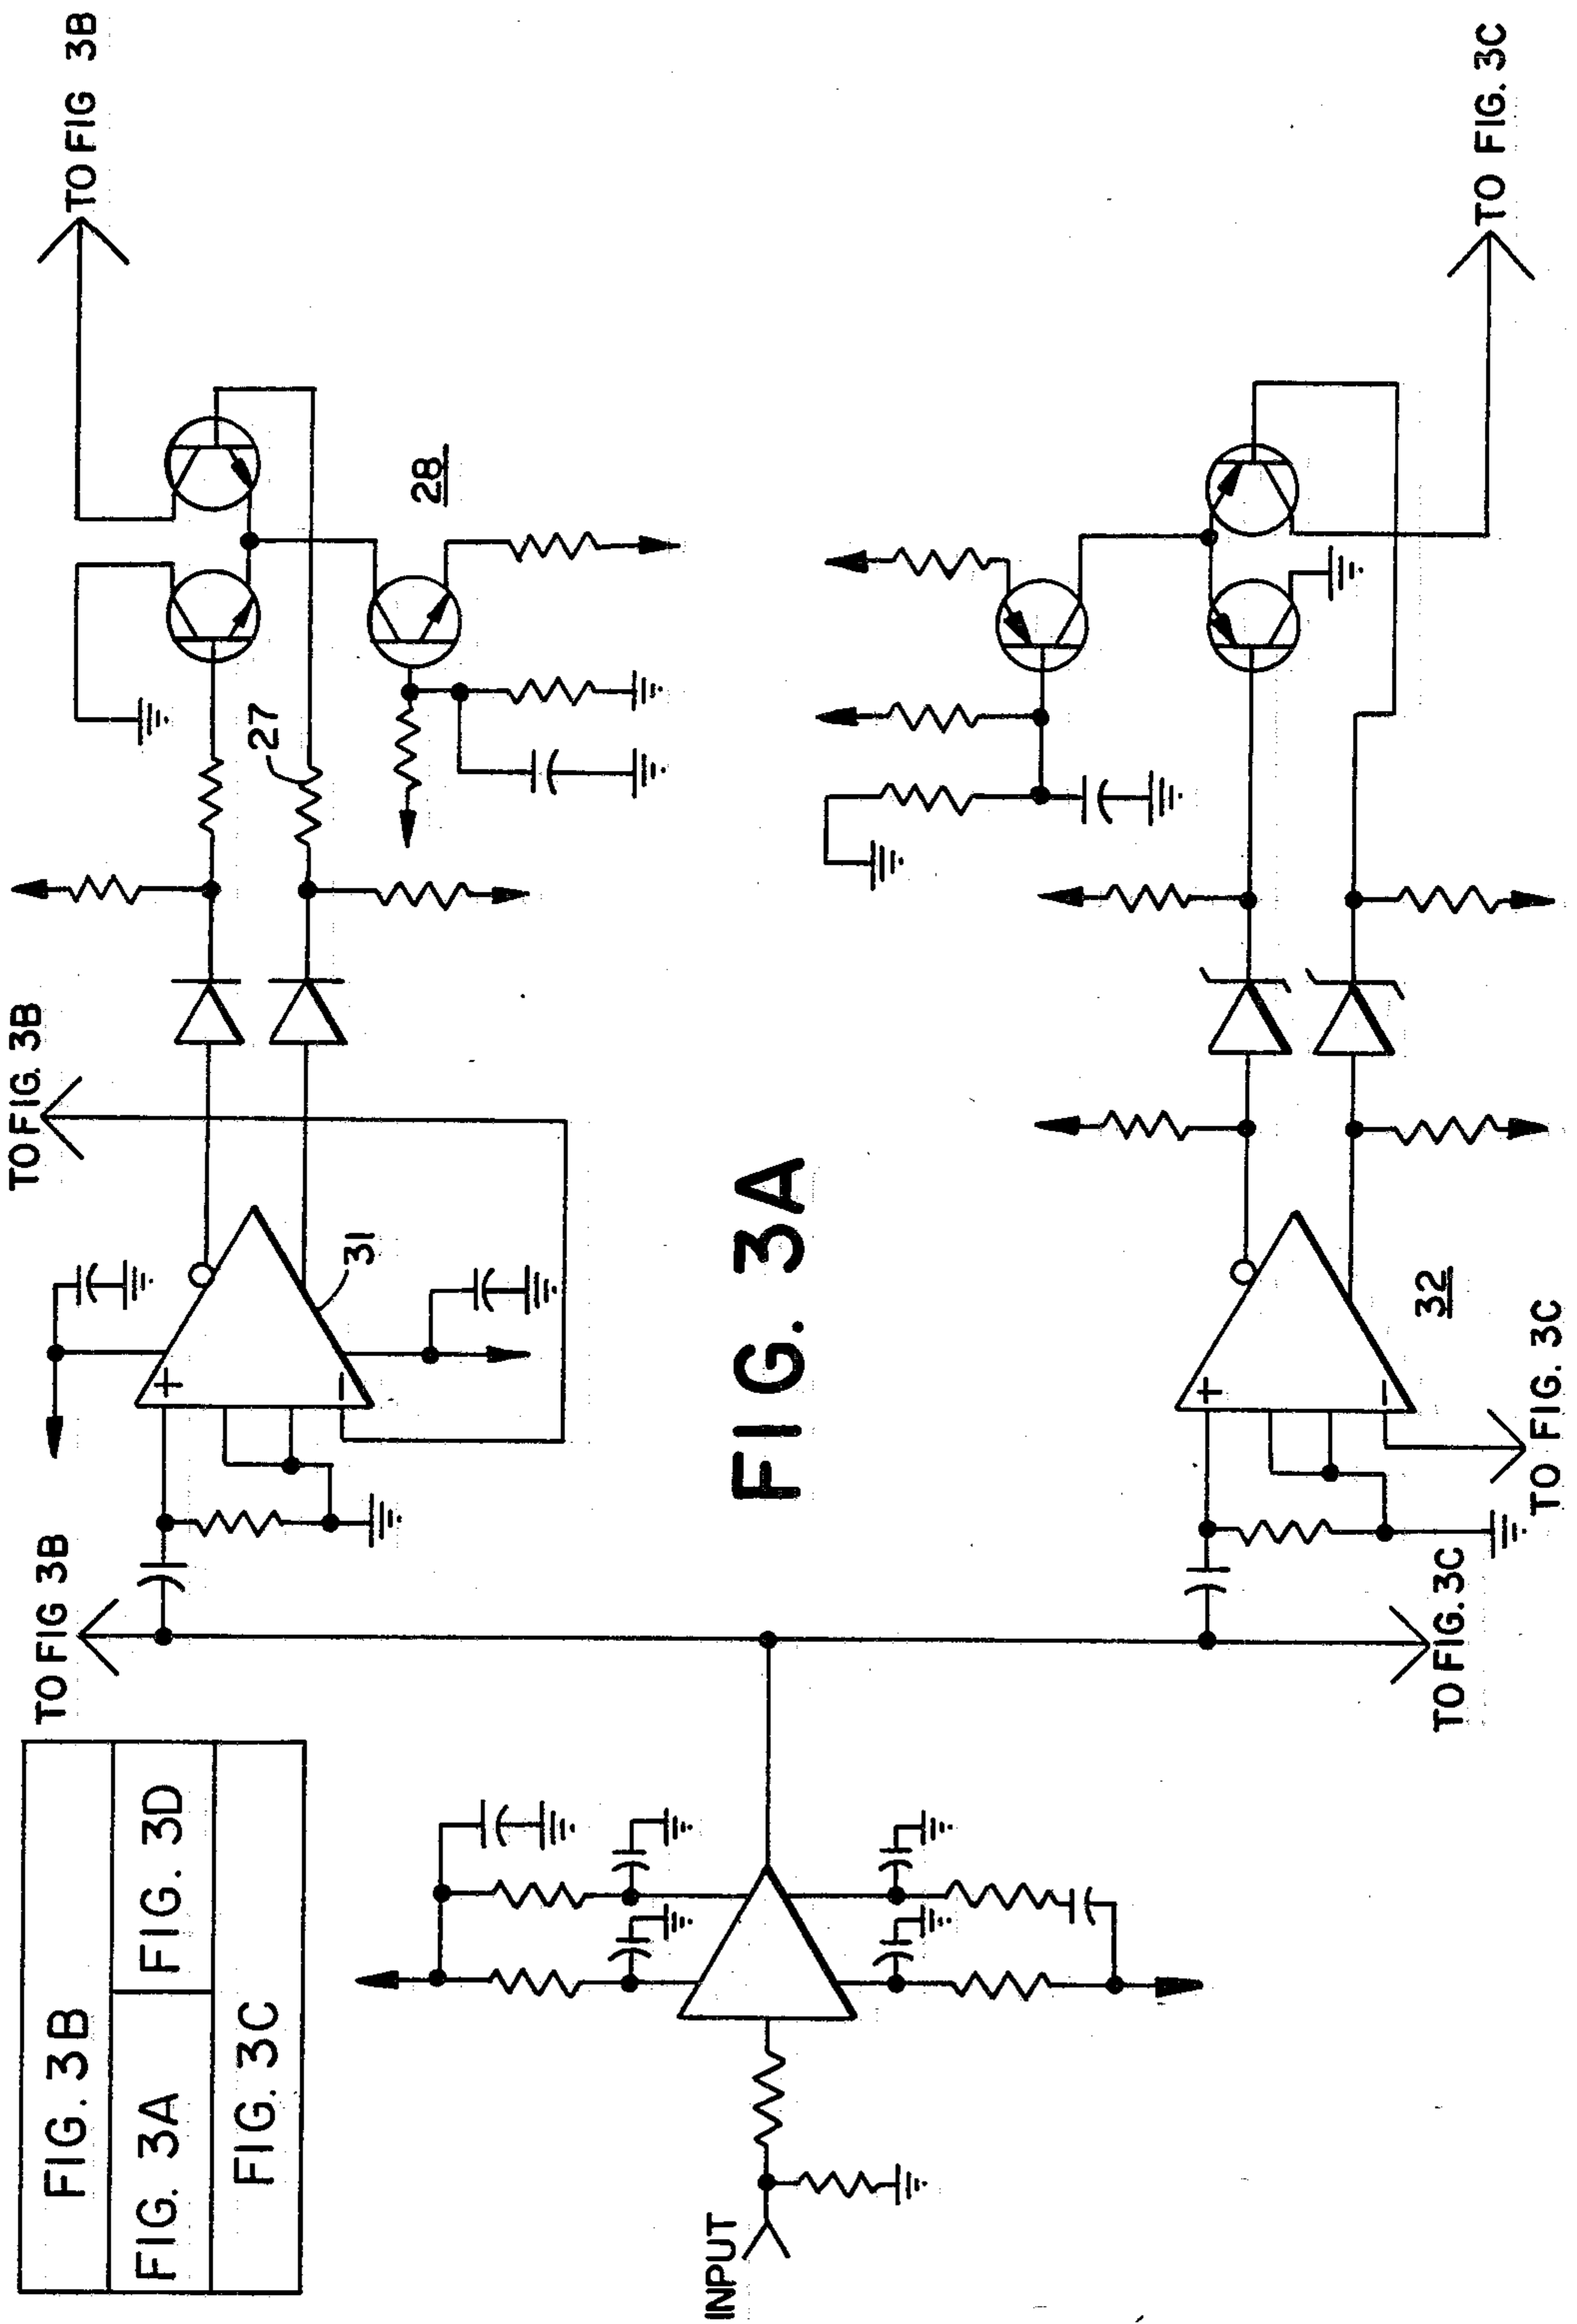 FIG. 3B
FIG. 3A
FIG. 3D
FIG. 3C
TO FIG 3B
TO FIG. 3B
TO FIG 3B
+
−
31
27
28
INPUT
FIG. 3A
+
−
32
TO FIG. 3C
TO FIG. 3C
TO FIG. 3C